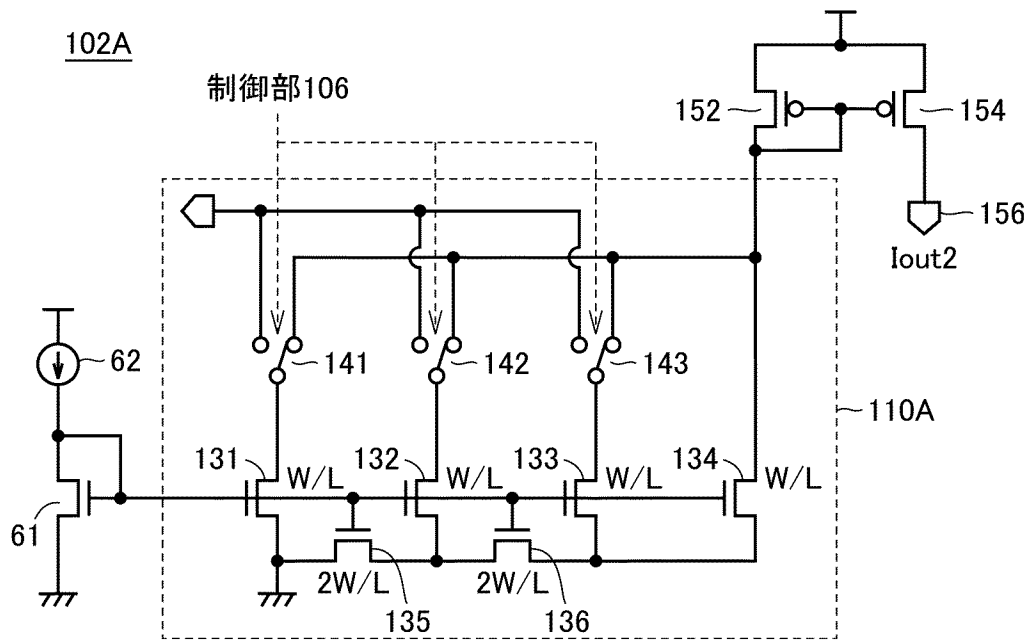 102A
制御部106
152
154
156
Iout2
62
141
142
143
110A
131
W/L
132
W/L
133
W/L
134
W/L
61
2W/L
135
2W/L
136